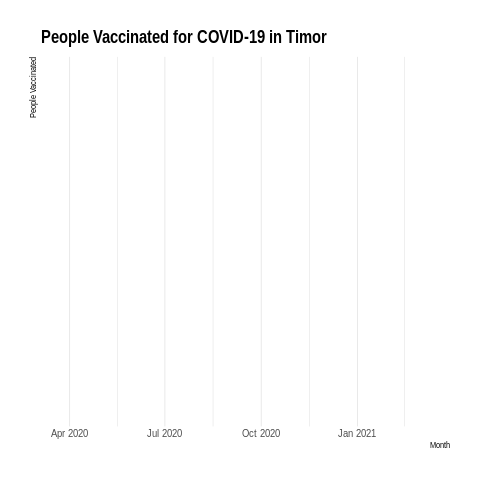 People Vaccinated for COVID-19 in Timor
People Vaccinated
Apr 2020
Jul 2020
Oct 2020
Jan 2021
Month